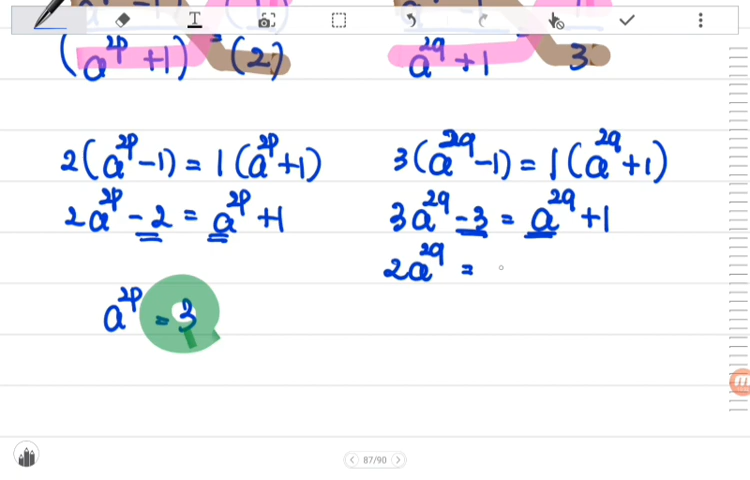 (a^2p +1) = (2)
a^2q +1 3
2(a^2p -1) = 1(a^2p +1)
2a^2p - 2 = a^2p +1
a^2p = 3
3(a^2q -1) = 1(a^2q +1)
3a^2q - 3 = a^2q +1
2a^2q =
87/90